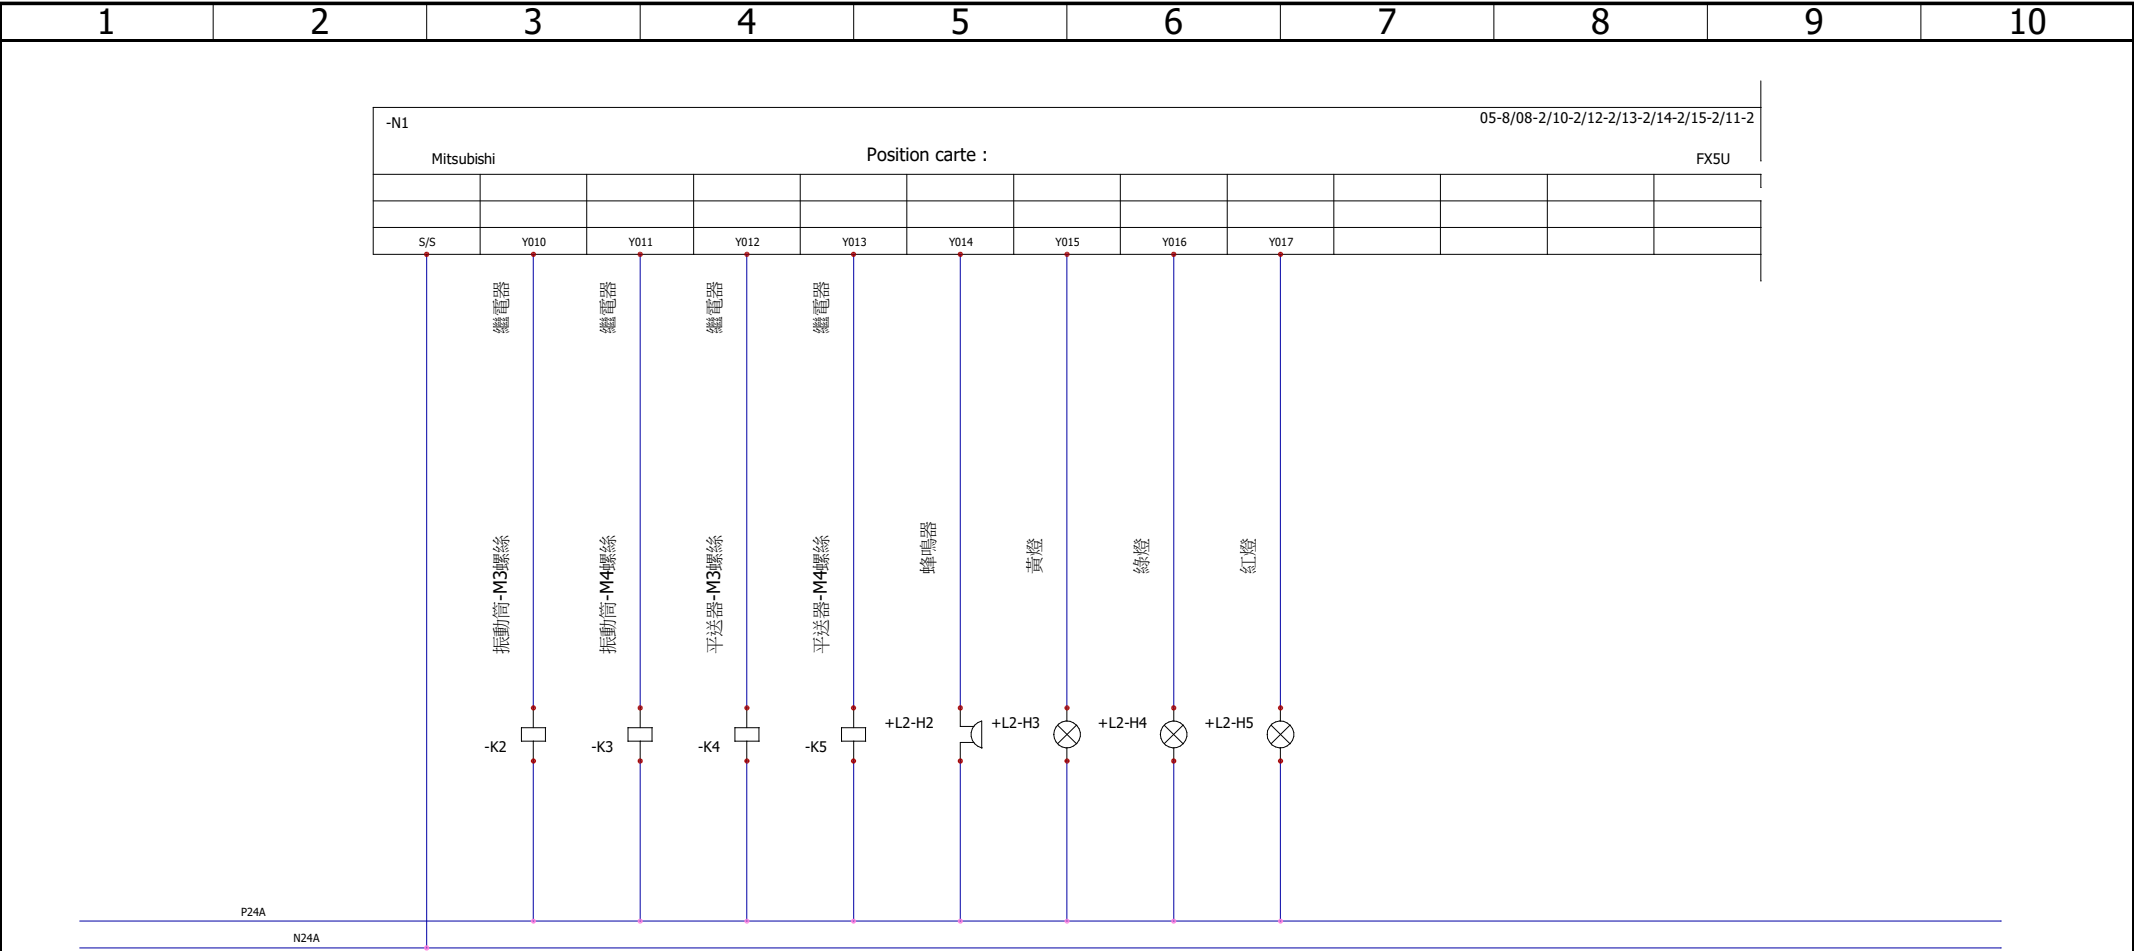 1 2 3 4 5 6 7 8 9 10
-N1
05-8/08-2/10-2/12-2/13-2/14-2/15-2/11-2
Mitsubishi
Position carte :
FX5U
S/S Y010 Y011 Y012 Y013 Y014 Y015 Y016 Y017
繼電器
繼電器
繼電器
繼電器
振動筒-M3螺絲
振動筒-M4螺絲
平送器-M3螺絲
平送器-M4螺絲
蜂鳴器
黃燈
綠燈
紅燈
-K2
-K3
-K4
-K5
+L2-H2
+L2-H3
+L2-H4
+L2-H5
P24A
N24A